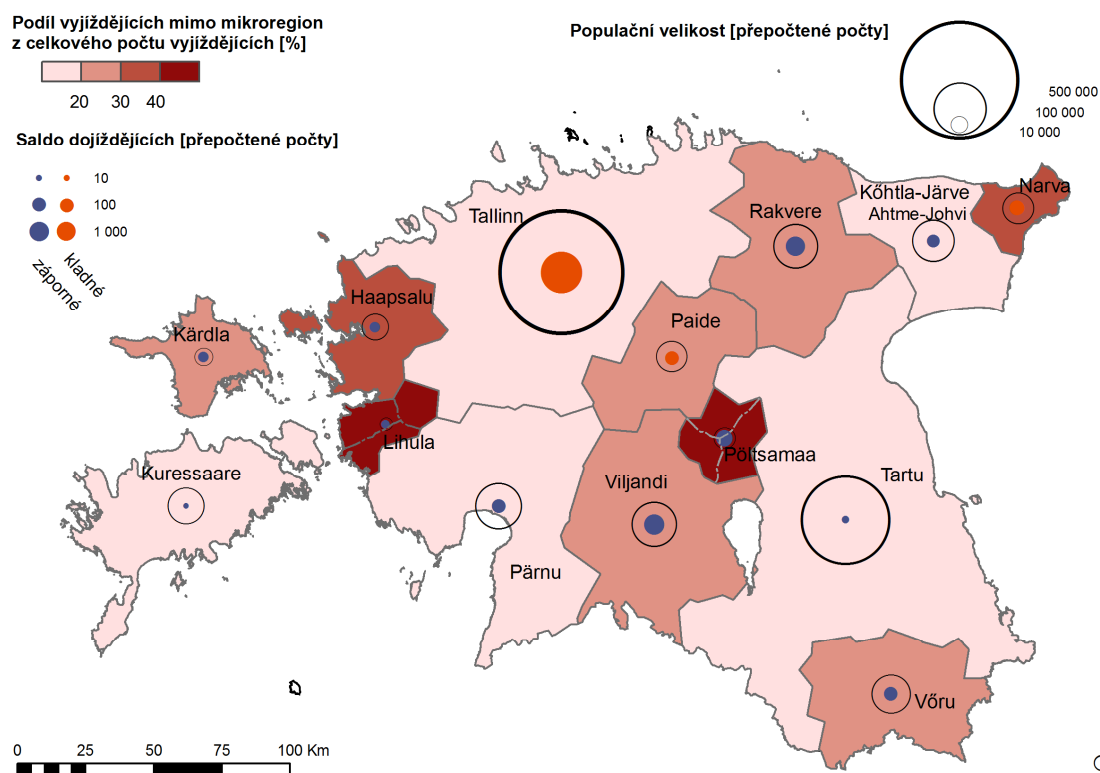 Podíl vyjíždějících mimo mikroregion
z celkového počtu vyjíždějících [%]
20 30 40
Saldo dojíždějících [přepočtené počty]
10
100
1 000
záporné
kladné
Populační velikost [přepočtené počty]
500 000
100 000
10 000
Narva
Kőhtla-Järve
Ahtme-Johvi
Rakvere
Tallinn
Haapsalu
Paide
Kärdla
Lihula
Põltsamaa
Kuressaare
Viljandi
Tartu
Pärnu
Vőru
0 25 50 75 100 Km